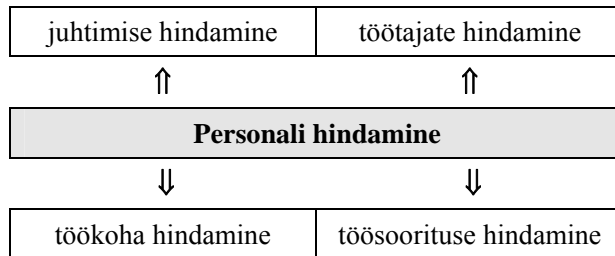 juhtimise hindamine töötajate hindamine
⇑ ⇑
Personali hindamine
⇓ ⇓
töökoha hindamine töösoorituse hindamine